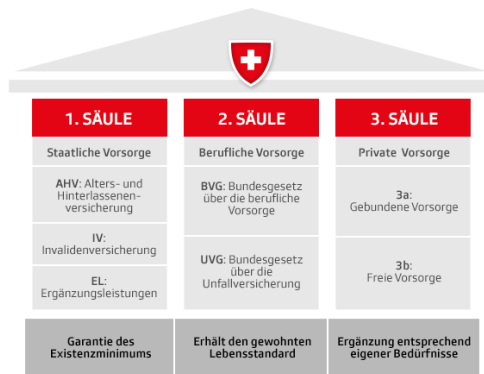 1. SÄULE
Staatliche Vorsorge
AHV: Alters- und
Hinterlassenen-
versicherung
IV:
Invalidenversicherung
EL:
Ergänzungsleistungen
Garantie des
Existenzminimums
2. SÄULE
Berufliche Vorsorge
BVG: Bundesgesetz
über die berufliche
Vorsorge
UVG: Bundesgesetz
über die
Unfallversicherung
Erhält den gewohnten
Lebensstandard
3. SÄULE
Private Vorsorge
3a:
Gebundene Vorsorge
3b:
Freie Vorsorge
Ergänzung entsprechend
eigener Bedürfnisse